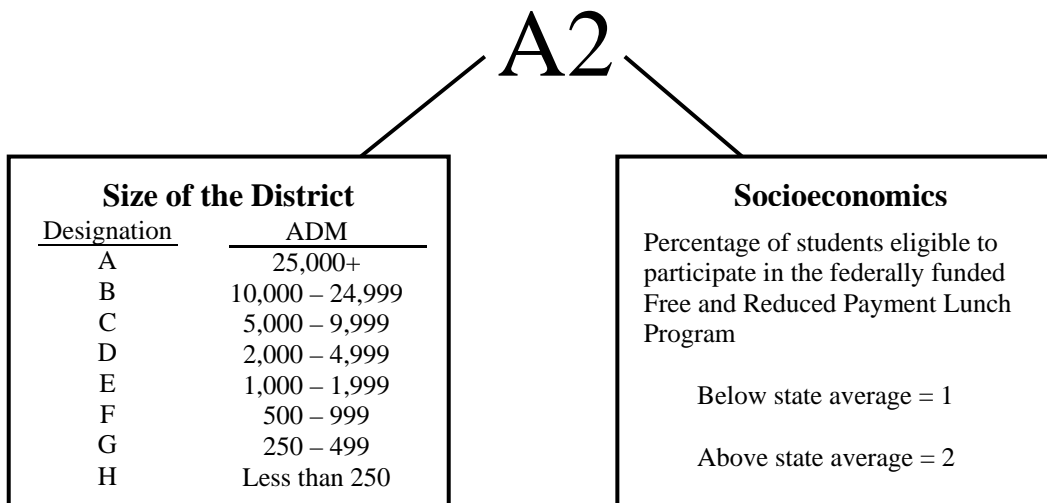 A2
Size of the District
Designation ADM
A 25,000+
B 10,000 – 24,999
C 5,000 – 9,999
D 2,000 – 4,999
E 1,000 – 1,999
F 500 – 999
G 250 – 499
H Less than 250
Socioeconomics
Percentage of students eligible to
participate in the federally funded
Free and Reduced Payment Lunch
Program
Below state average = 1
Above state average = 2